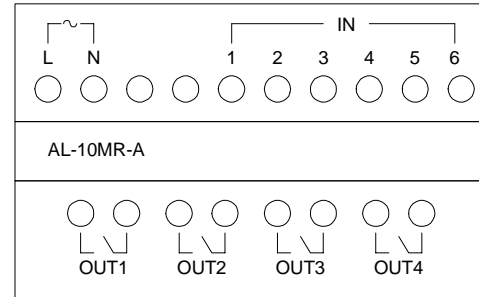 ∼ IN
L N 1 2 3 4 5 6
AL-10MR-A
OUT1 OUT2 OUT3 OUT4